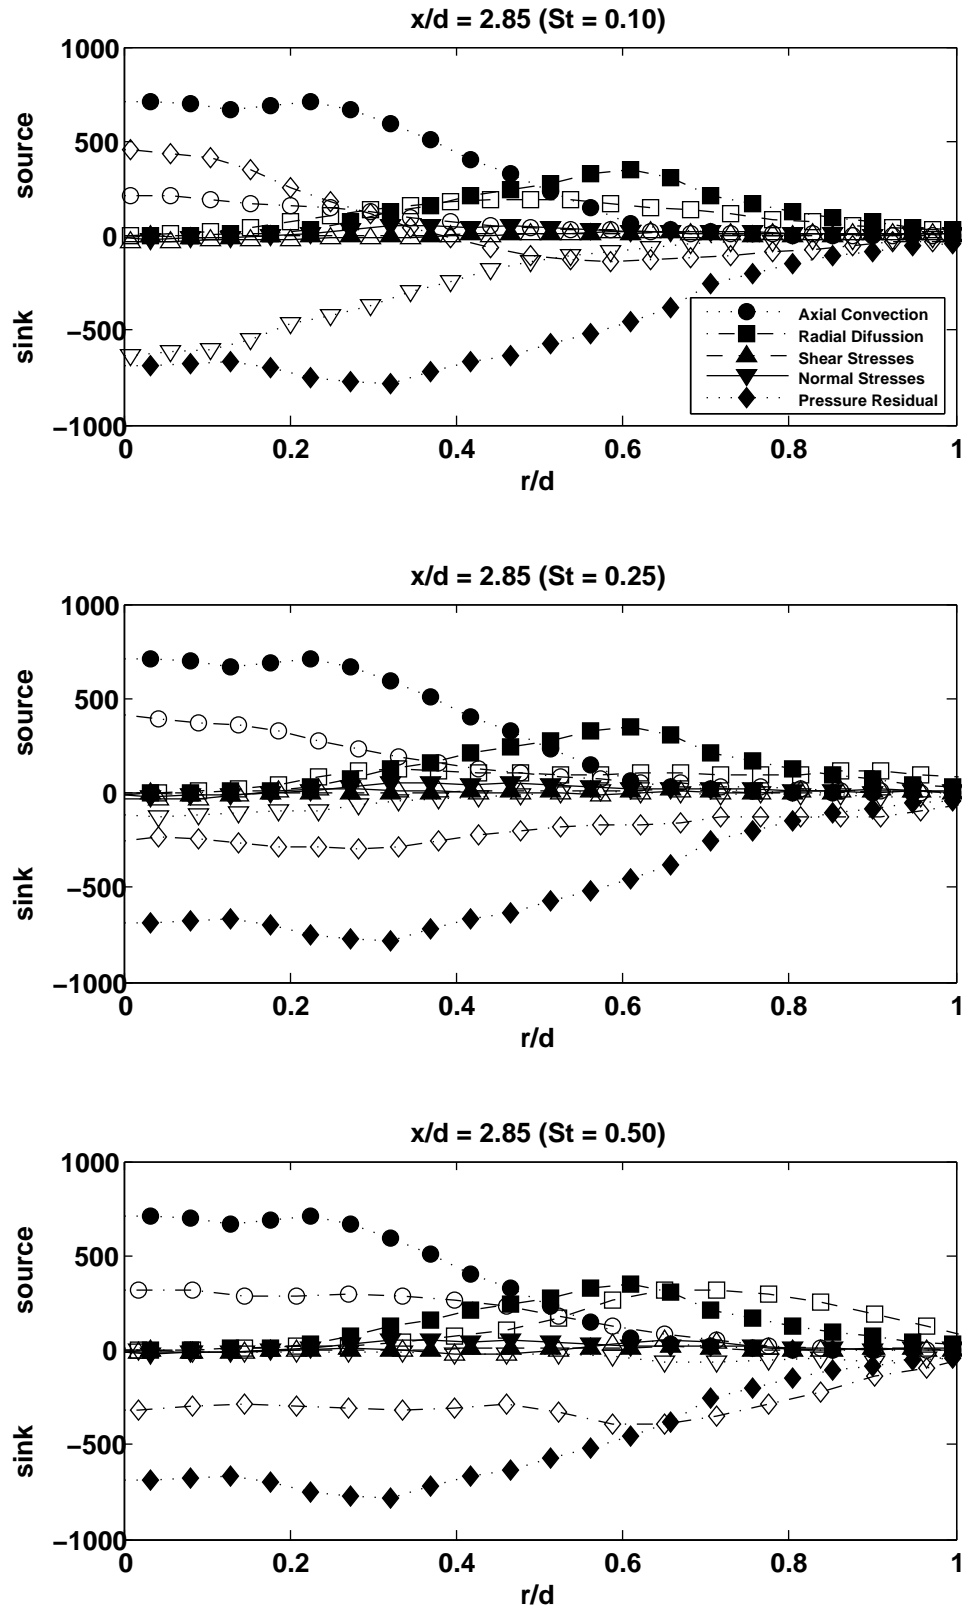 x/d = 2.85 (St = 0.10)
1000
500
0
−500
−1000
source
sink
0 0.2 0.4 0.6 0.8 1
r/d
Axial Convection
Radial Difussion
Shear Stresses
Normal Stresses
Pressure Residual
x/d = 2.85 (St = 0.25)
1000
500
0
−500
−1000
source
sink
0 0.2 0.4 0.6 0.8 1
r/d
x/d = 2.85 (St = 0.50)
1000
500
0
−500
−1000
source
sink
0 0.2 0.4 0.6 0.8 1
r/d